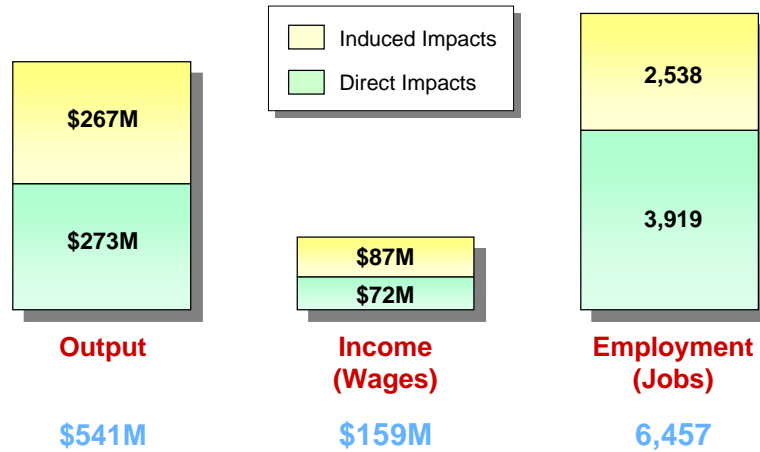 Induced Impacts
Direct Impacts
$267M
$273M
$87M
$72M
2,538
3,919
Output
Income
(Wages)
Employment
(Jobs)
$541M
$159M
6,457